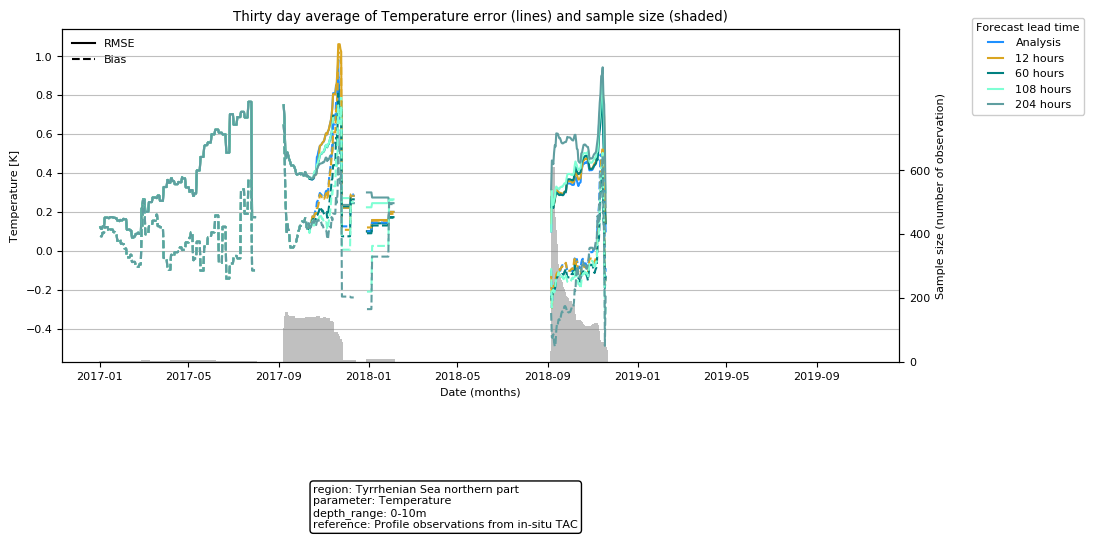 Thirty day average of Temperature error (lines) and sample size (shaded)
RMSE
Bias
Forecast lead time
Analysis
12 hours
60 hours
108 hours
204 hours
Temperature [K]
1.0
0.8
0.6
0.4
0.2
0.0
−0.2
−0.4
Sample size (number of observation)
600
400
200
0
2017-01
2017-05
2017-09
2018-01
2018-05
2018-09
2019-01
2019-05
2019-09
Date (months)
region: Tyrrhenian Sea northern part
parameter: Temperature
depth_range: 0-10m
reference: Profile observations from in-situ TAC